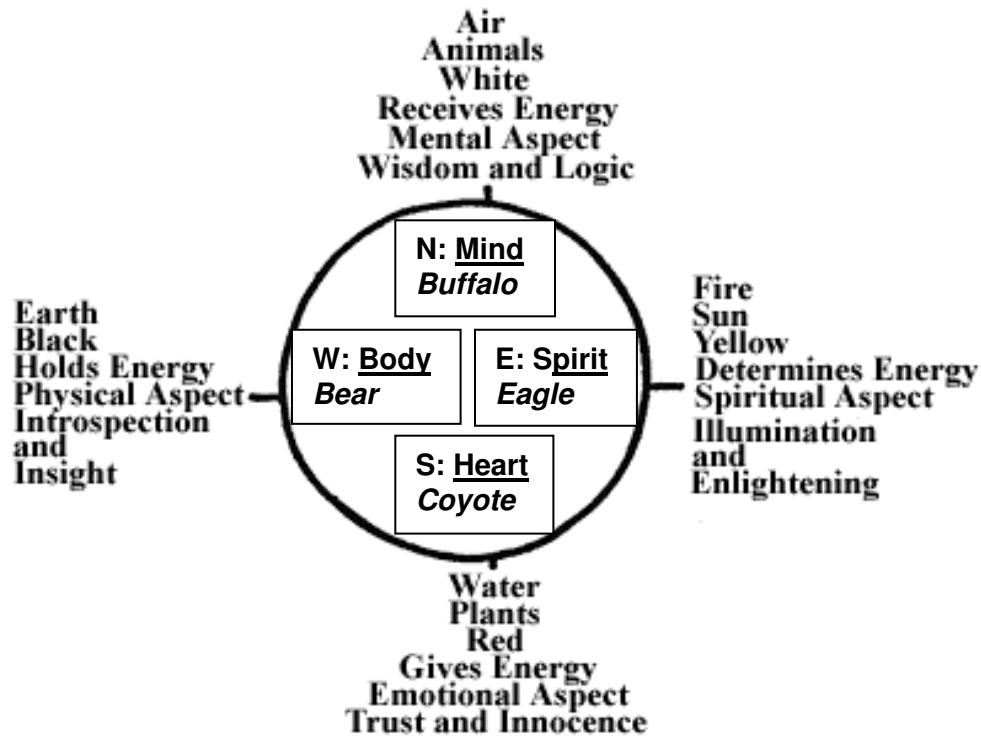 Air
Animals
White
Receives Energy
Mental Aspect
Wisdom and Logic
N: Mind
Buffalo
Earth
Black
Holds Energy
Physical Aspect
Introspection
and
Insight
W: Body
Bear
E: Spirit
Eagle
Fire
Sun
Yellow
Determines Energy
Spiritual Aspect
Illumination
and
Enlightening
S: Heart
Coyote
Water
Plants
Red
Gives Energy
Emotional Aspect
Trust and Innocence